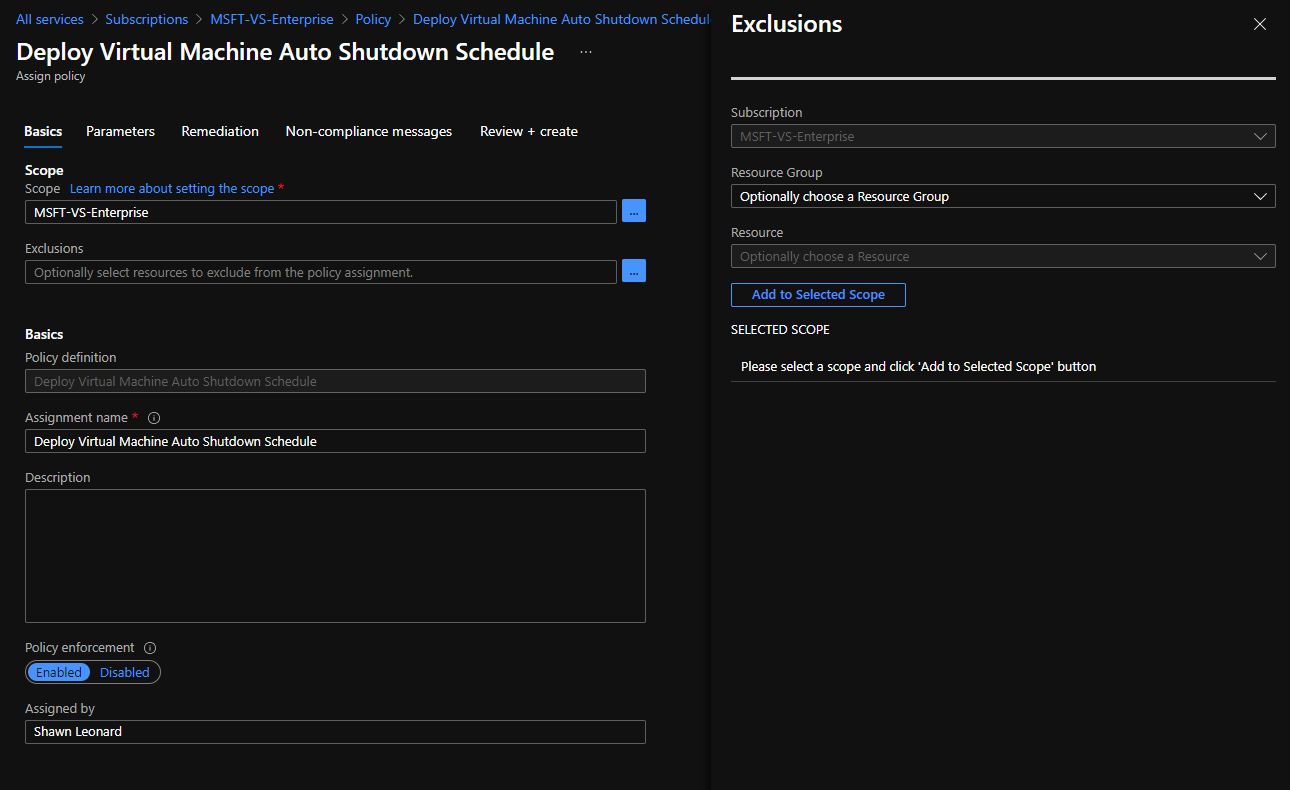 All services > Subscriptions > MSFT-VS-Enterprise > Policy > Deploy Virtual Machine Auto Shutdown Schedul
Deploy Virtual Machine Auto Shutdown Schedule ...
Assign policy
Basics Parameters Remediation Non-compliance messages Review + create
Scope
Scope Learn more about setting the scope *
MSFT-VS-Enterprise ...
Exclusions
Optionally select resources to exclude from the policy assignment. ...
Basics
Policy definition
Deploy Virtual Machine Auto Shutdown Schedule
Assignment name *
Deploy Virtual Machine Auto Shutdown Schedule
Description
Policy enforcement
Enabled Disabled
Assigned by
Shawn Leonard
Exclusions
Subscription
MSFT-VS-Enterprise
Resource Group
Optionally choose a Resource Group
Resource
Optionally choose a Resource
Add to Selected Scope
SELECTED SCOPE
Please select a scope and click 'Add to Selected Scope' button